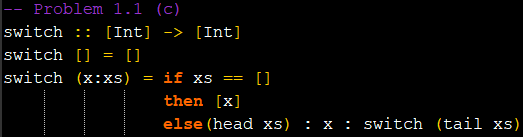 -- Problem 1.1 (c)
switch :: [Int] -> [Int]
switch [] = []
switch (x:xs) = if xs == []
then [x]
else(head xs) : x : switch (tail xs)